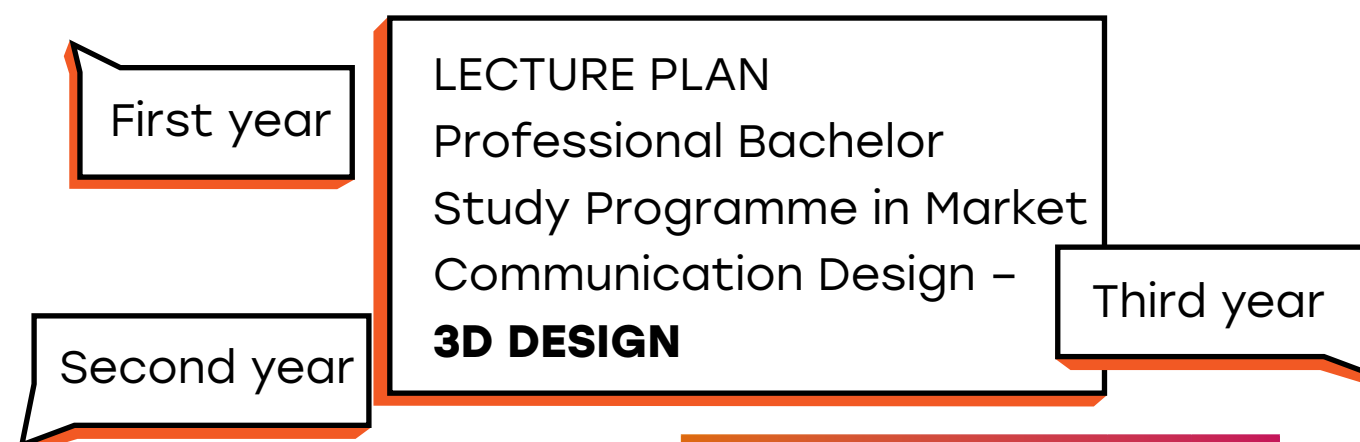 First year
LECTURE PLAN
Professional Bachelor
Study Programme in Market
Communication Design –
3D DESIGN
Second year
Third year